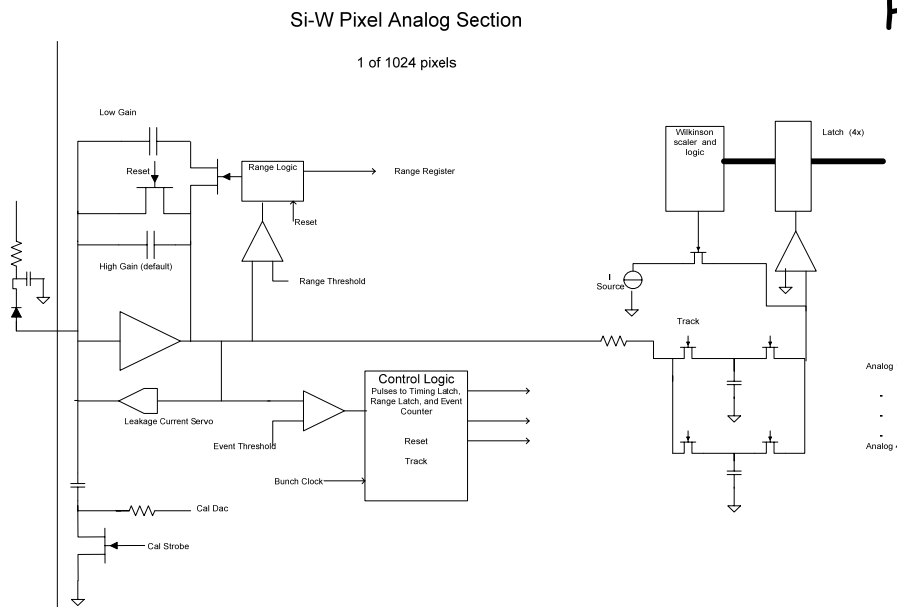 Si-W Pixel Analog Section
1 of 1024 pixels
Low Gain
Wilkinson
scaler and
logic
Latch (4x)
Reset
Range Logic
Range Register
Reset
High Gain (default)
Range Threshold
I
Source
Track
Control Logic
Pulses to Timing Latch,
Range Latch, and Event
Counter
Analog
Leakage Current Servo
Event Threshold
Reset
Track
Analog
Bunch Clock
Cal Dac
Cal Strobe